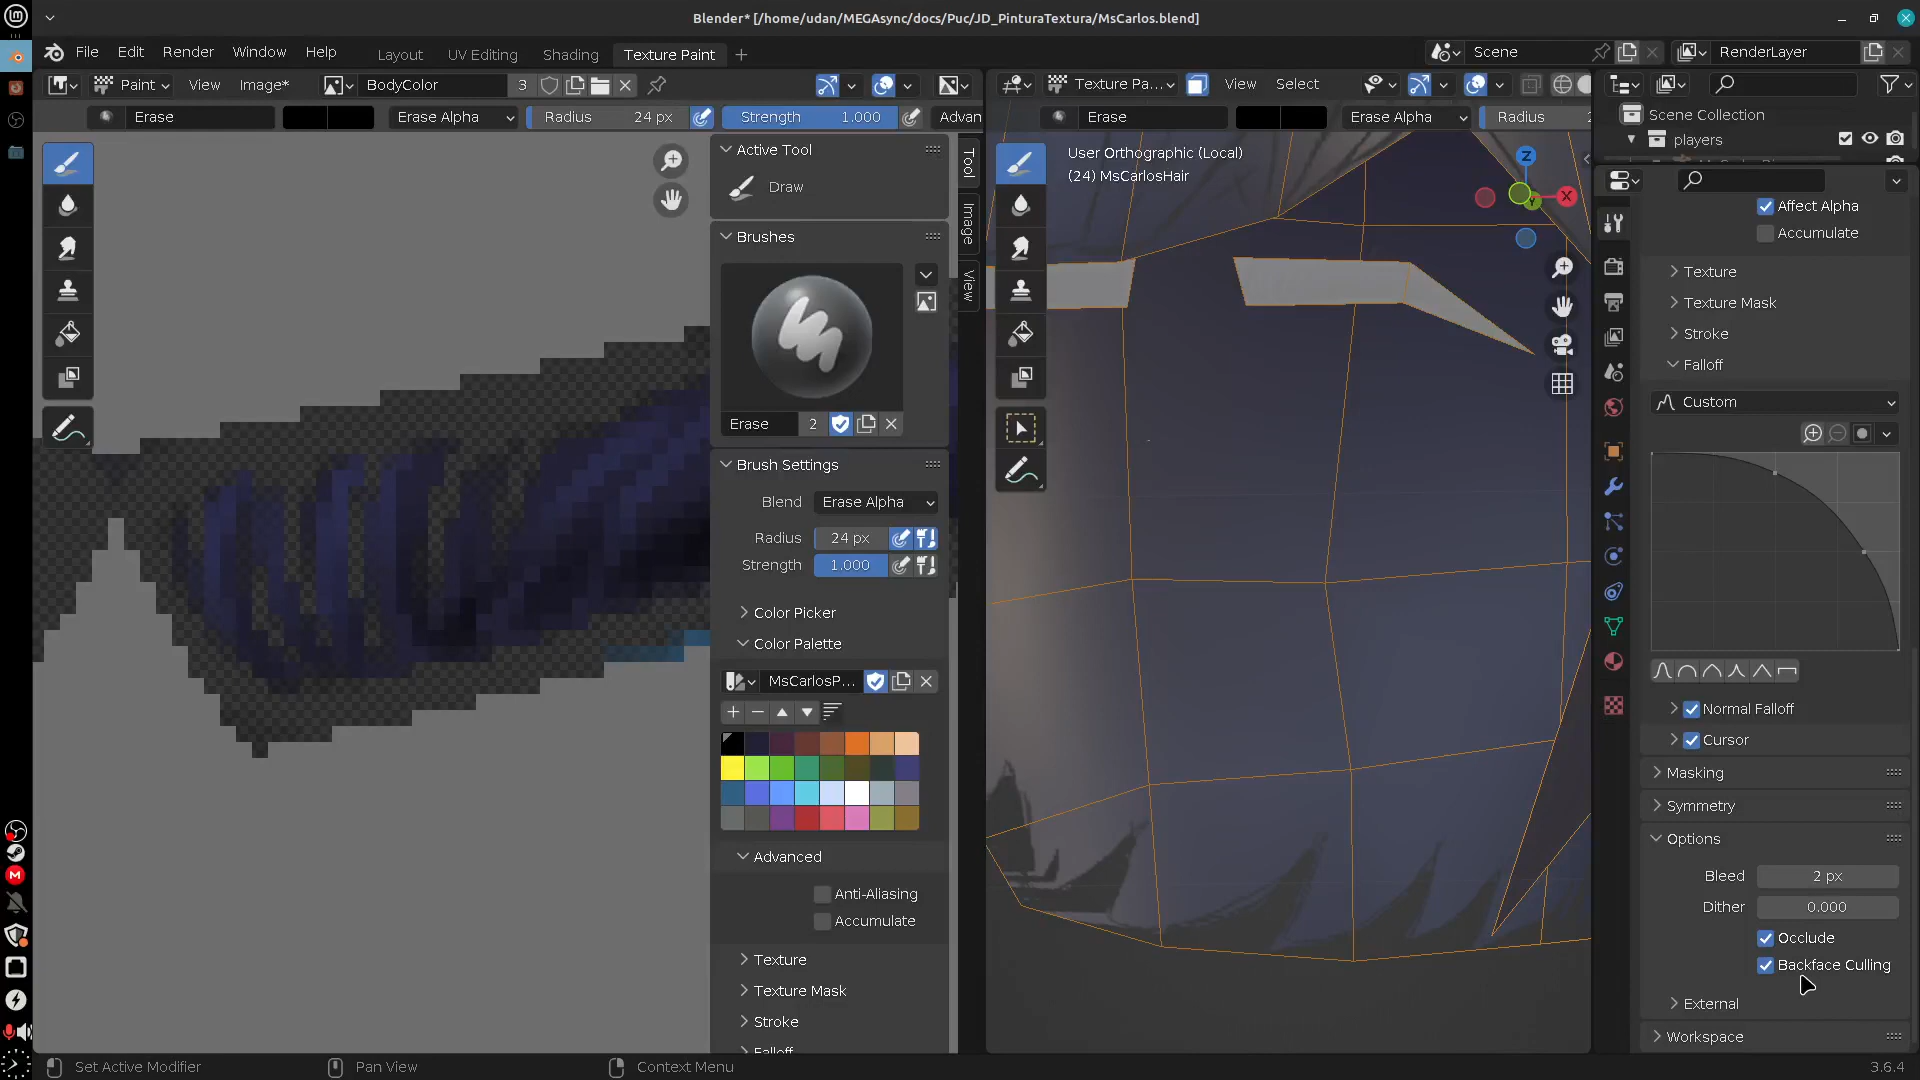 Blender* [/home/udan/MEGAsync/docs/Puc/JD_PinturaTextura/MsCarlos.blend]
File Edit Render Window Help Layout UV Editing Shading Texture Paint Scene RenderLayer
Paint View Image* BodyColor 3 Texture Pa... View Select
Erase Erase Alpha Radius 24 px Strength 1.000 Advan Erase Erase Alpha Radius
Scene Collection
players
Active Tool
Draw
Brushes
Erase 2
Brush Settings
Blend Erase Alpha
Radius 24 px
Strength 1.000
Color Picker
Color Palette
MsCarlosP...
Advanced
Anti-Aliasing
Accumulate
Texture
Texture Mask
Stroke
Falloff
Tool
Image
View
User Orthographic (Local)
(24) MsCarlosHair
Z
X
Affect Alpha
Accumulate
Texture
Texture Mask
Stroke
Falloff
Custom
Normal Falloff
Cursor
Masking
Symmetry
Options
Bleed 2 px
Dither 0.000
Occlude
Backface Culling
External
Workspace
Set Active Modifier Pan View Context Menu 3.6.4